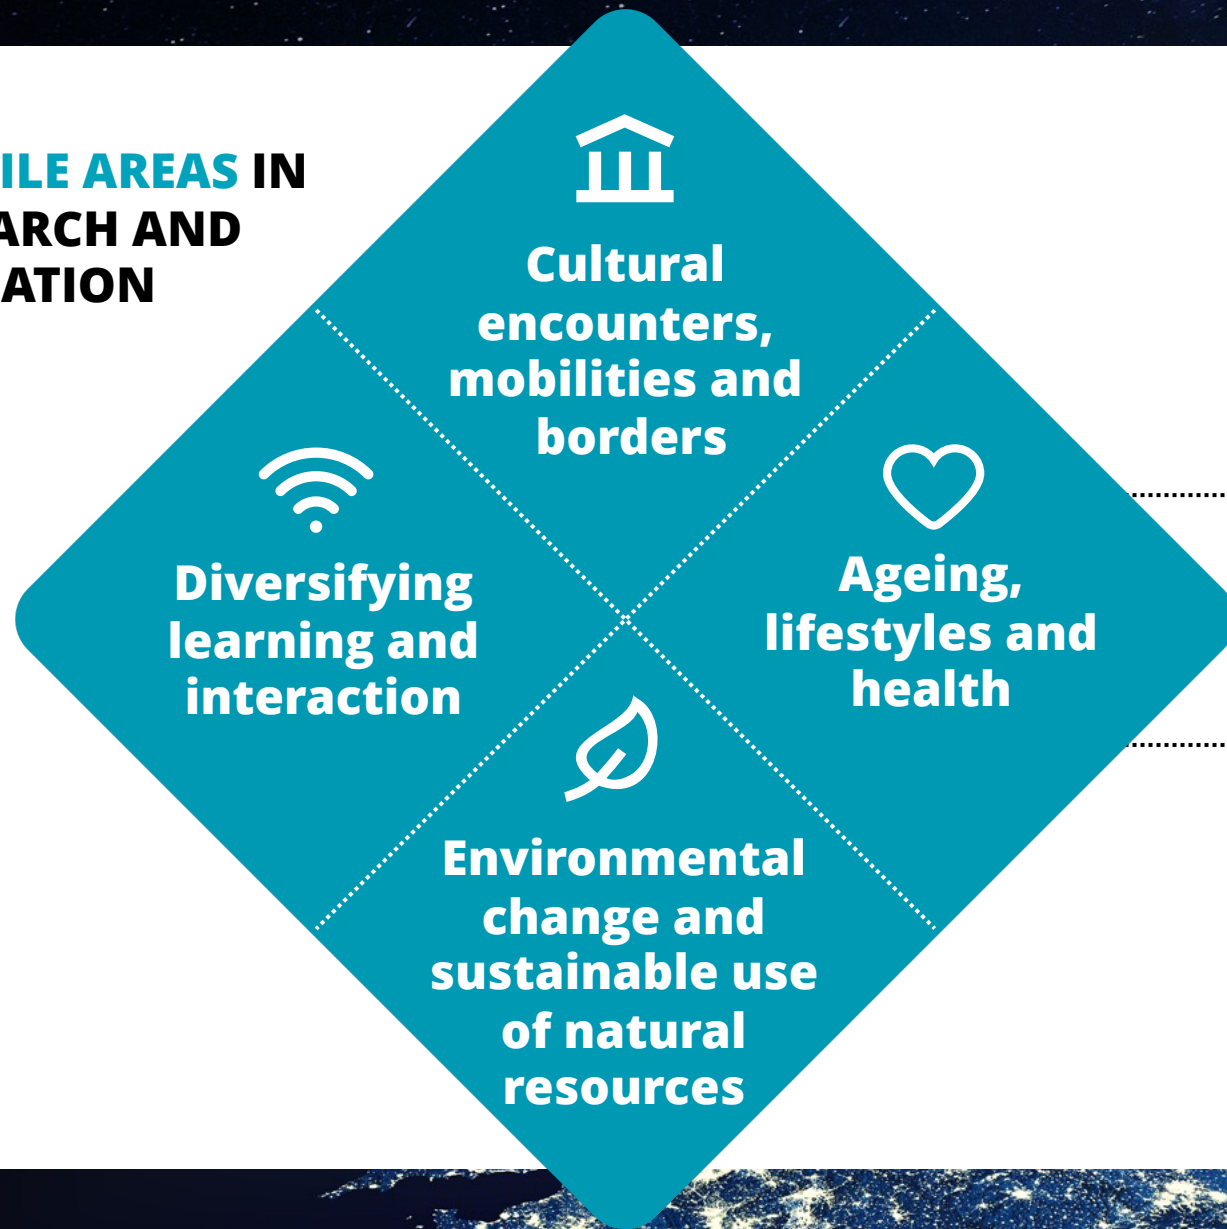 ILE AREAS IN
ARCH AND
ATION
Cultural
encounters,
mobilities and
borders
Diversifying
learning and
interaction
Ageing,
lifestyles and
health
Environmental
change and
sustainable use
of natural
resources